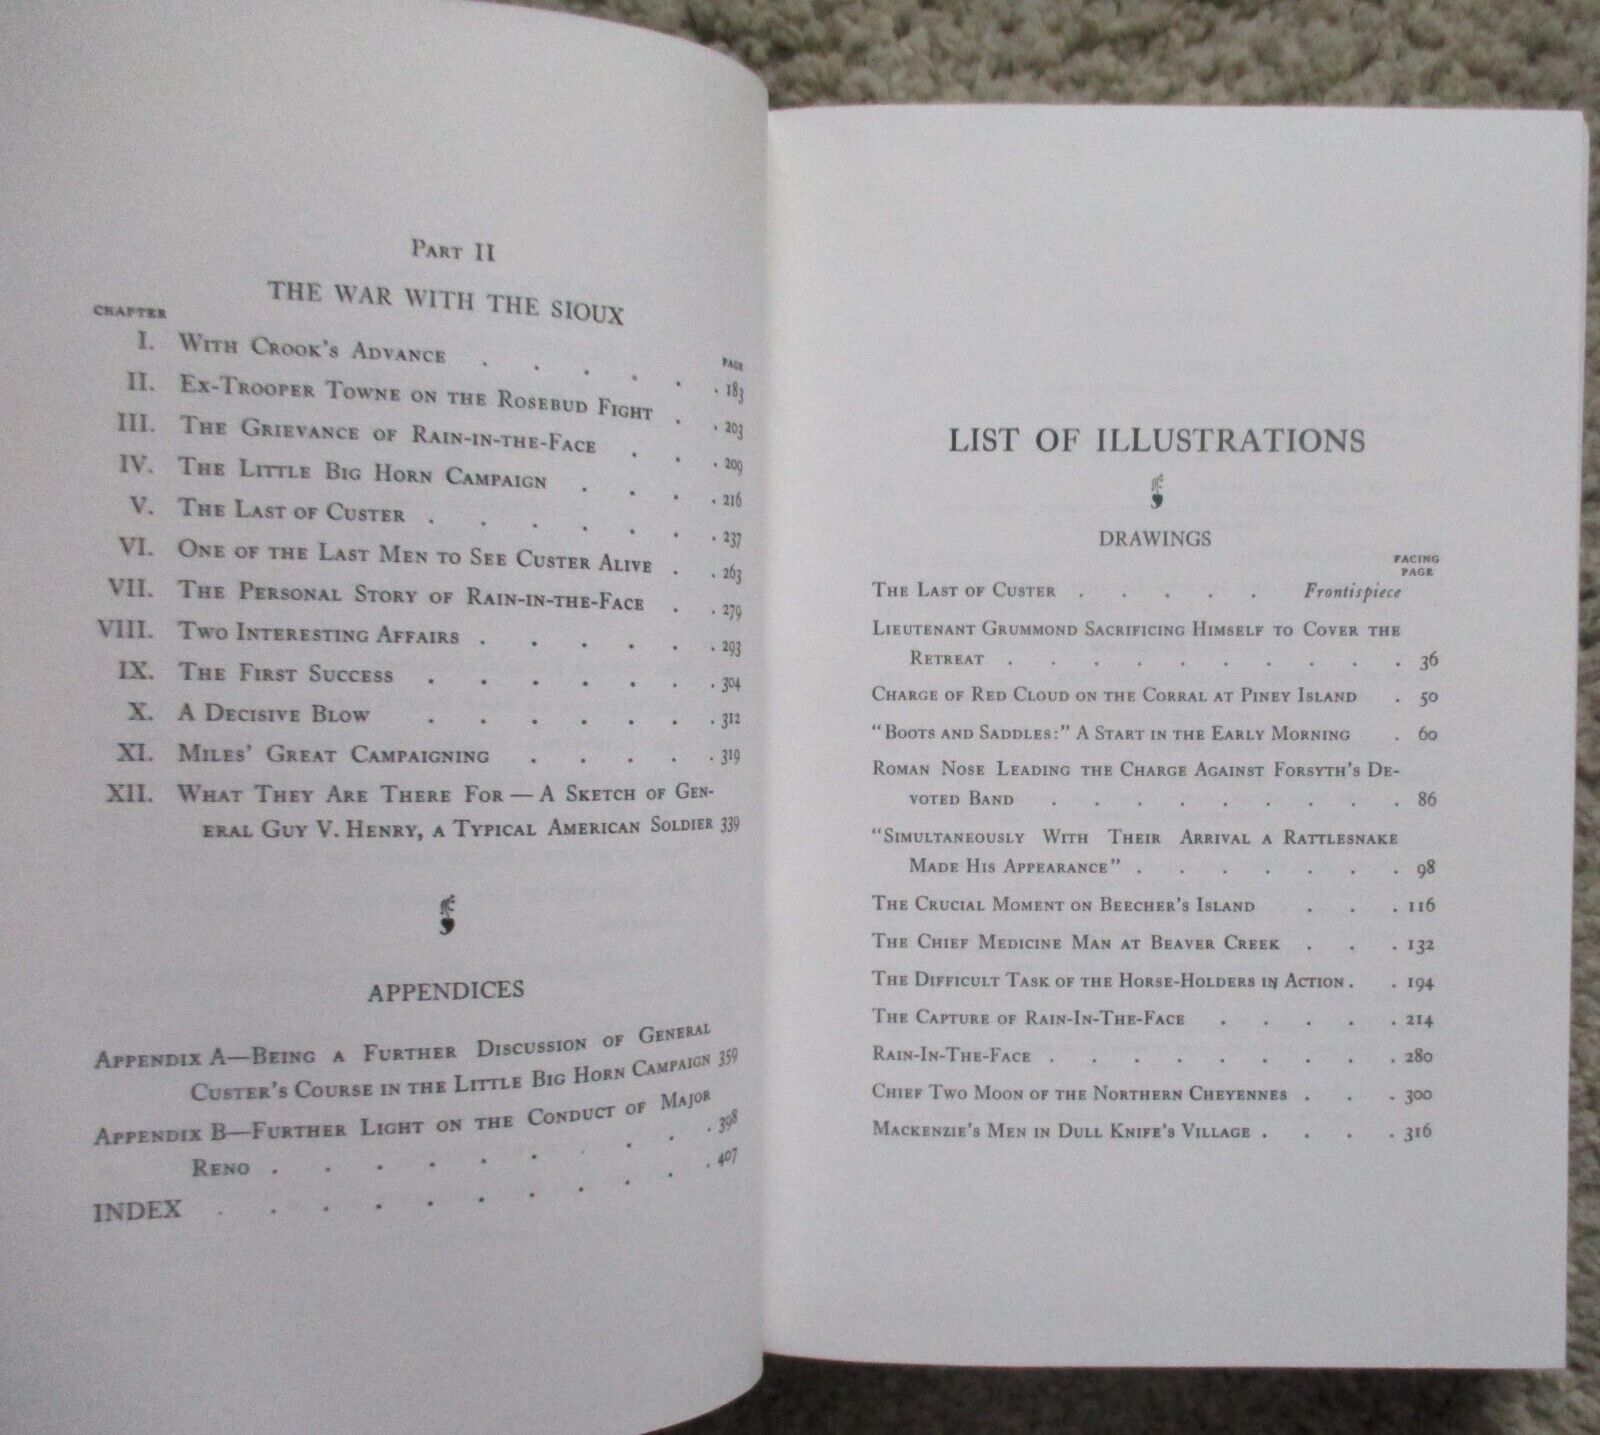 PART II
THE WAR WITH THE SIOUX
CHAPTER
PAGE
I. WITH CROOK'S ADVANCE . . . . . . 183
II. EX-TROOPER TOWNE ON THE ROSEBUD FIGHT . . 203
III. THE GRIEVANCE OF RAIN-IN-THE-FACE . . . 209
IV. THE LITTLE BIG HORN CAMPAIGN . . . . 216
V. THE LAST OF CUSTER . . . . . . . 237
VI. ONE OF THE LAST MEN TO SEE CUSTER ALIVE . . 263
VII. THE PERSONAL STORY OF RAIN-IN-THE-FACE . . 279
VIII. TWO INTERESTING AFFAIRS . . . . . . 293
IX. THE FIRST SUCCESS . . . . . . . 304
X. A DECISIVE BLOW . . . . . . . 312
XI. MILES' GREAT CAMPAIGNING . . . . . 319
XII. WHAT THEY ARE THERE FOR — A SKETCH OF GEN-
ERAL GUY V. HENRY, A TYPICAL AMERICAN SOLDIER 339
APPENDICES
APPENDIX A—BEING A FURTHER DISCUSSION OF GENERAL
CUSTER'S COURSE IN THE LITTLE BIG HORN CAMPAIGN 359
APPENDIX B—FURTHER LIGHT ON THE CONDUCT OF MAJOR
RENO . . . . . . . . . 398
INDEX . . . . . . . . . . 407
LIST OF ILLUSTRATIONS
DRAWINGS
FACING
PAGE
THE LAST OF CUSTER . . . . . Frontispiece
LIEUTENANT GRUMMOND SACRIFICING HIMSELF TO COVER THE
RETREAT . . . . . . . . . . 36
CHARGE OF RED CLOUD ON THE CORRAL AT PINEY ISLAND . 50
"BOOTS AND SADDLES:" A START IN THE EARLY MORNING . 60
ROMAN NOSE LEADING THE CHARGE AGAINST FORSYTH'S DE-
VOTED BAND . . . . . . . . . 86
"SIMULTANEOUSLY WITH THEIR ARRIVAL A RATTLESNAKE
MADE HIS APPEARANCE" . . . . . . . 98
THE CRUCIAL MOMENT ON BEECHER'S ISLAND . . . 116
THE CHIEF MEDICINE MAN AT BEAVER CREEK . . . 132
THE DIFFICULT TASK OF THE HORSE-HOLDERS IN ACTION . . 194
THE CAPTURE OF RAIN-IN-THE-FACE . . . . . 214
RAIN-IN-THE-FACE . . . . . . . . . 280
CHIEF TWO MOON OF THE NORTHERN CHEYENNES . . . 300
MACKENZIE'S MEN IN DULL KNIFE'S VILLAGE . . . . 316